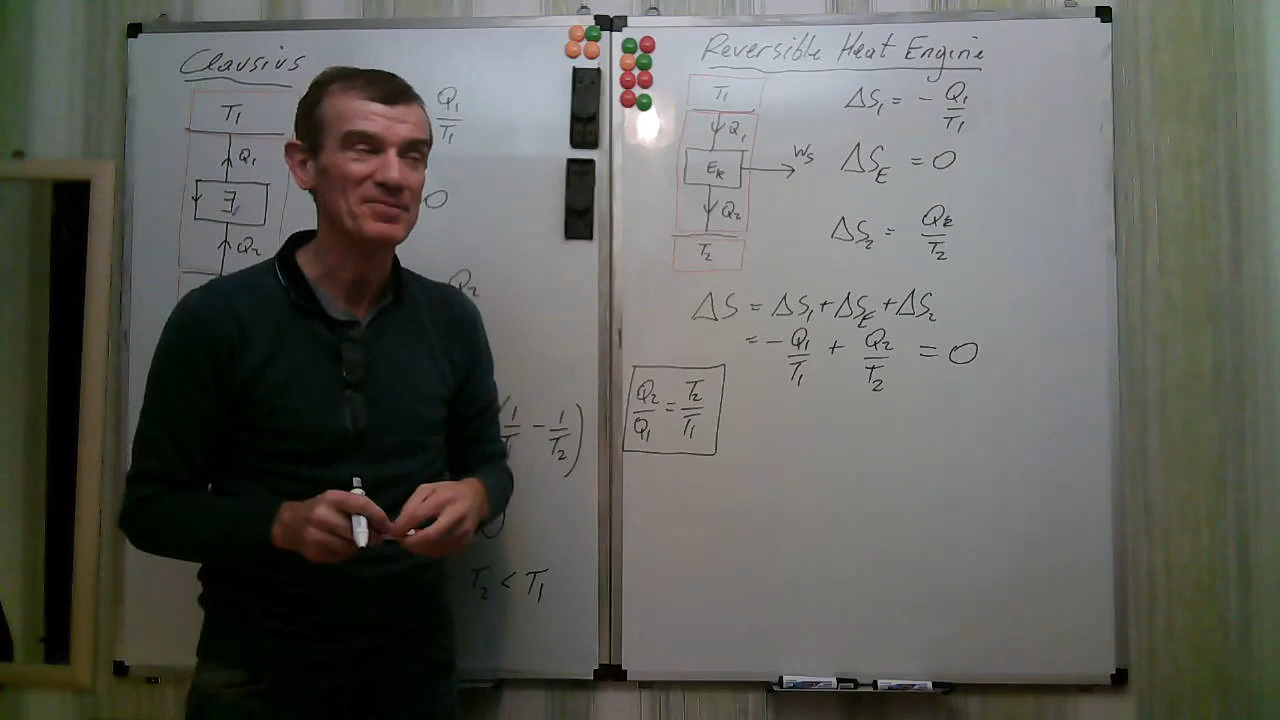 Clausius
T₁
Q₁
Q₂
Q₁/T₁
0
Q₂
1/T - 1/T₂)
T₂ < T₁
Reversible Heat Engine
T₁
Q₁
E_R
W_S
Q₂
T₂
ΔS₁ = - Q₁/T₁
ΔS_E = 0
ΔS₂ = Q₂/T₂
ΔS = ΔS₁ + ΔS_E + ΔS₂
= - Q₁/T₁ + Q₂/T₂ = 0
Q₂/Q₁ = T₂/T₁